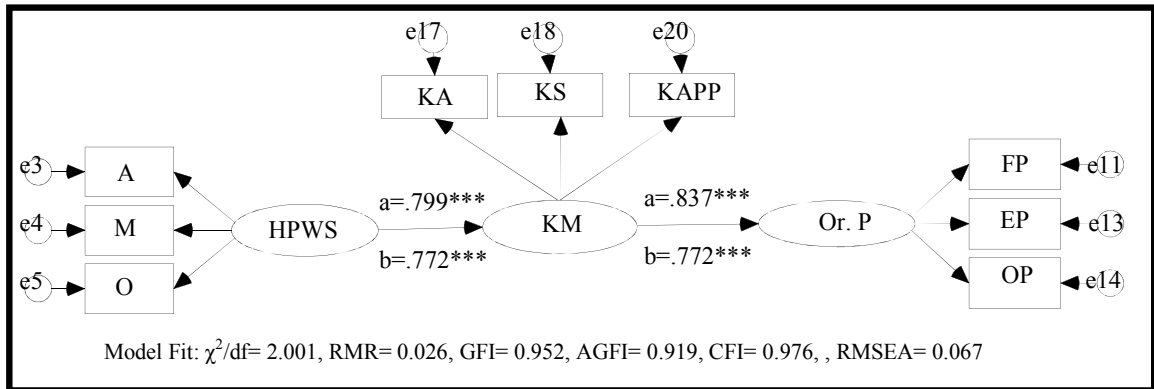 e17 e18 e20
KA KS KAPP
e3 A FP e11
a=.799*** a=.837***
e4 M HPWS KM Or. P EP e13
b=.772*** b=.772***
e5 O OP e14
Model Fit: χ²/df= 2.001, RMR= 0.026, GFI= 0.952, AGFI= 0.919, CFI= 0.976, , RMSEA= 0.067